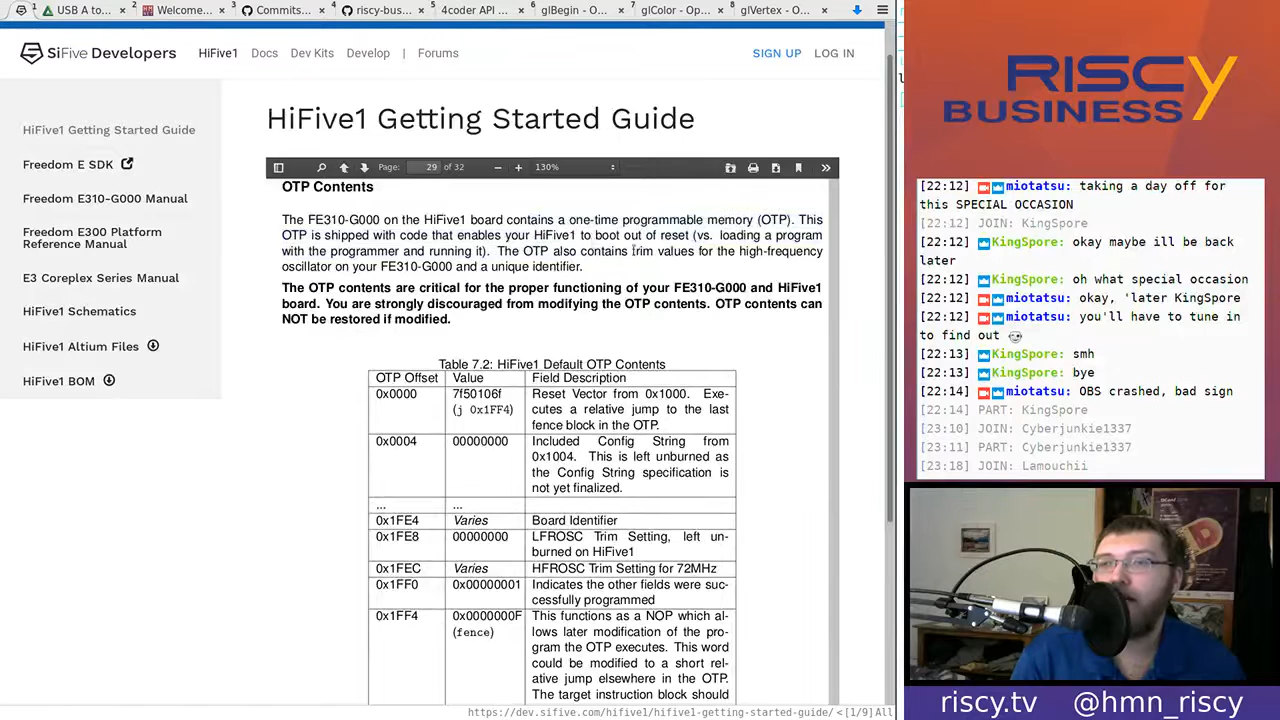 USB A to...
2
Welcome...
3
Commits...
4
riscy-bus...
5
4coder API ...
6
glBegin - O...
7
glColor - Op...
8
glVertex - O...
SiFive Developers
HiFive1 Docs Dev Kits Develop | Forums
SIGN UP LOG IN
HiFive1 Getting Started Guide
Freedom E SDK
Freedom E310-G000 Manual
Freedom E300 Platform
Reference Manual
E3 Coreplex Series Manual
HiFive1 Schematics
HiFive1 Altium Files
HiFive1 BOM
HiFive1 Getting Started Guide
Page: 29 of 32
130%
OTP Contents
The FE310-G000 on the HiFive1 board contains a one-time programmable memory (OTP). This
OTP is shipped with code that enables your HiFive1 to boot out of reset (vs. loading a program
with the programmer and running it). The OTP also contains trim values for the high-frequency
oscillator on your FE310-G000 and a unique identifier.
The OTP contents are critical for the proper functioning of your FE310-G000 and HiFive1
board. You are strongly discouraged from modifying the OTP contents. OTP contents can
NOT be restored if modified.
Table 7.2: HiFive1 Default OTP Contents
OTP Offset Value Field Description
0x0000 7f50106f Reset Vector from 0x1000. Exe-
(j 0x1FF4) cutes a relative jump to the last
fence block in the OTP.
0x0004 00000000 Included Config String from
0x1004. This is left unburned as
the Config String specification is
not yet finalized.
... ...
0x1FE4 Varies Board Identifier
0x1FE8 00000000 LFROSC Trim Setting, left un-
burned on HiFive1
0x1FEC Varies HFROSC Trim Setting for 72MHz
0x1FF0 0x00000001 Indicates the other fields were suc-
cessfully programmed
0x1FF4 0x0000000F This functions as a NOP which al-
(fence) lows later modification of the pro-
gram the OTP executes. This word
could be modified to a short rel-
ative jump elsewhere in the OTP.
The target instruction block should
https://dev.sifive.com/hifive1/hifive1-getting-started-guide/ <[1/9]All
RISCY
BUSINESS
[22:12] miotatsu: taking a day off for
this SPECIAL OCCASION
[22:12] JOIN: KingSpore
[22:12] KingSpore: okay maybe ill be back
later
[22:12] KingSpore: oh what special occasion
[22:12] miotatsu: okay, 'later KingSpore
[22:12] miotatsu: you'll have to tune in
to find out
[22:13] KingSpore: smh
[22:13] KingSpore: bye
[22:14] miotatsu: OBS crashed, bad sign
[22:14] PART: KingSpore
[23:10] JOIN: Cyberjunkie1337
[23:11] PART: Cyberjunkie1337
[23:18] JOIN: Lamouchii
riscy.tv @hmn_riscy